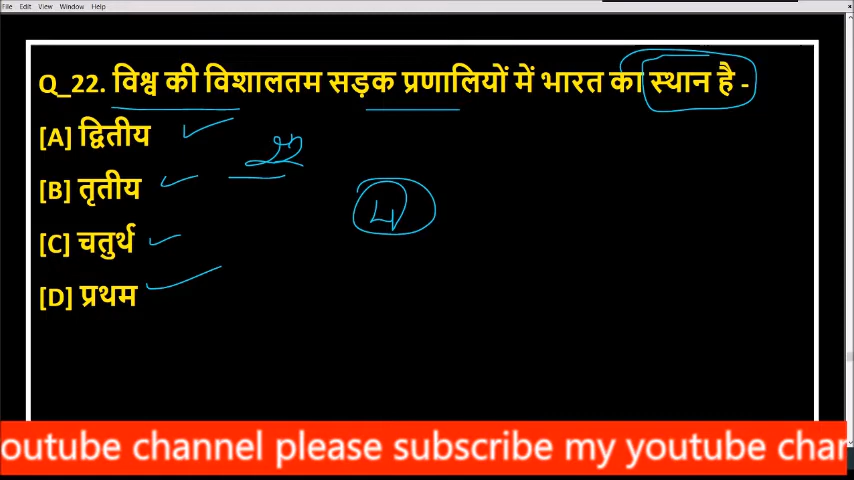 File Edit View Window Help
Q_22. विश्व की विशालतम सड़क प्रणालियों में भारत का स्थान है -
[A] द्वितीय
[B] तृतीय
[C] चतुर्थ
[D] प्रथम
outube channel please subscribe my youtube chan